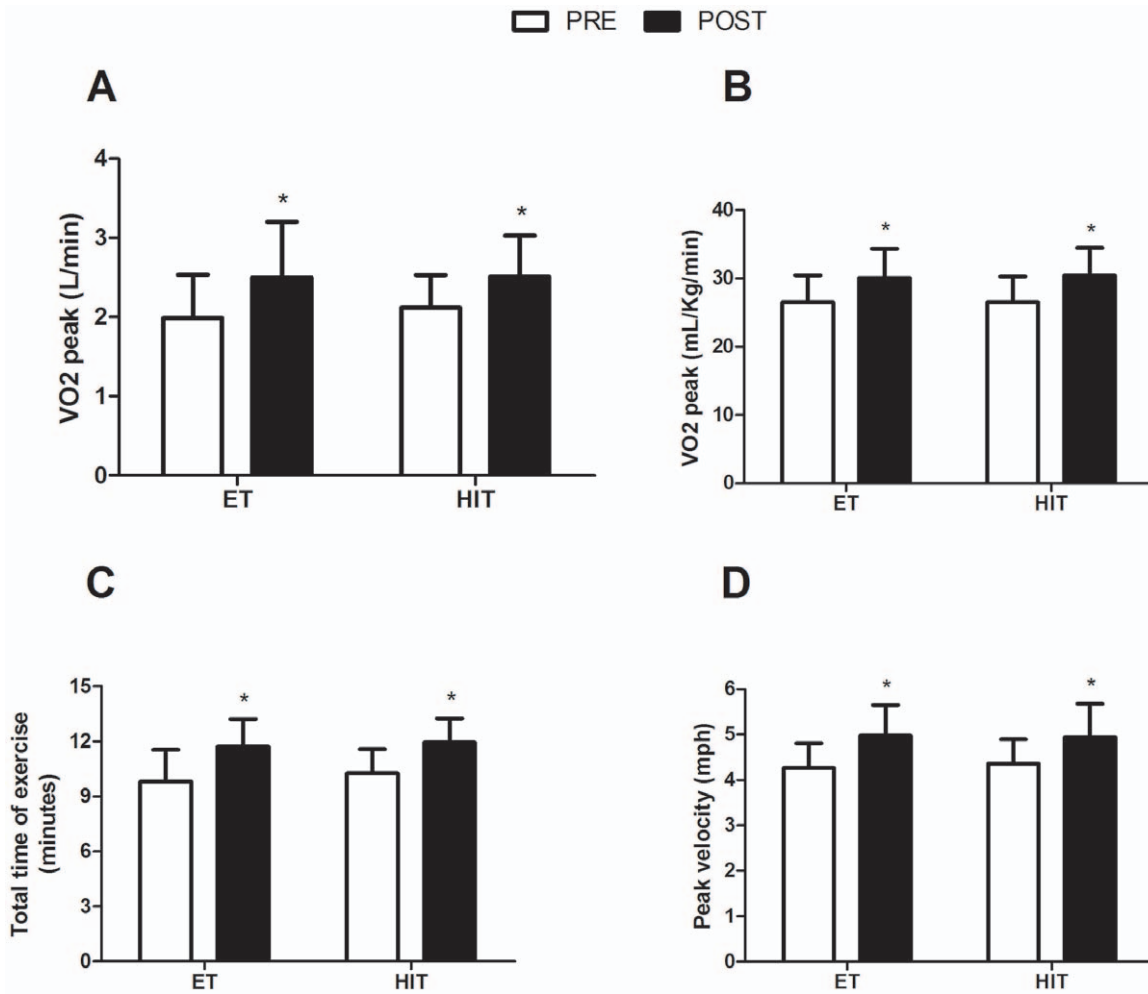 PRE POST
A
VO2 peak (L/min)
4
3
2
1
0
* *
ET HIT
B
VO2 peak (mL/Kg/min)
40
30
20
10
0
* *
ET HIT
C
Total time of exercise
(minutes)
15
12
9
6
3
0
* *
ET HIT
D
Peak velocity (mph)
6
5
4
3
2
1
0
* *
ET HIT